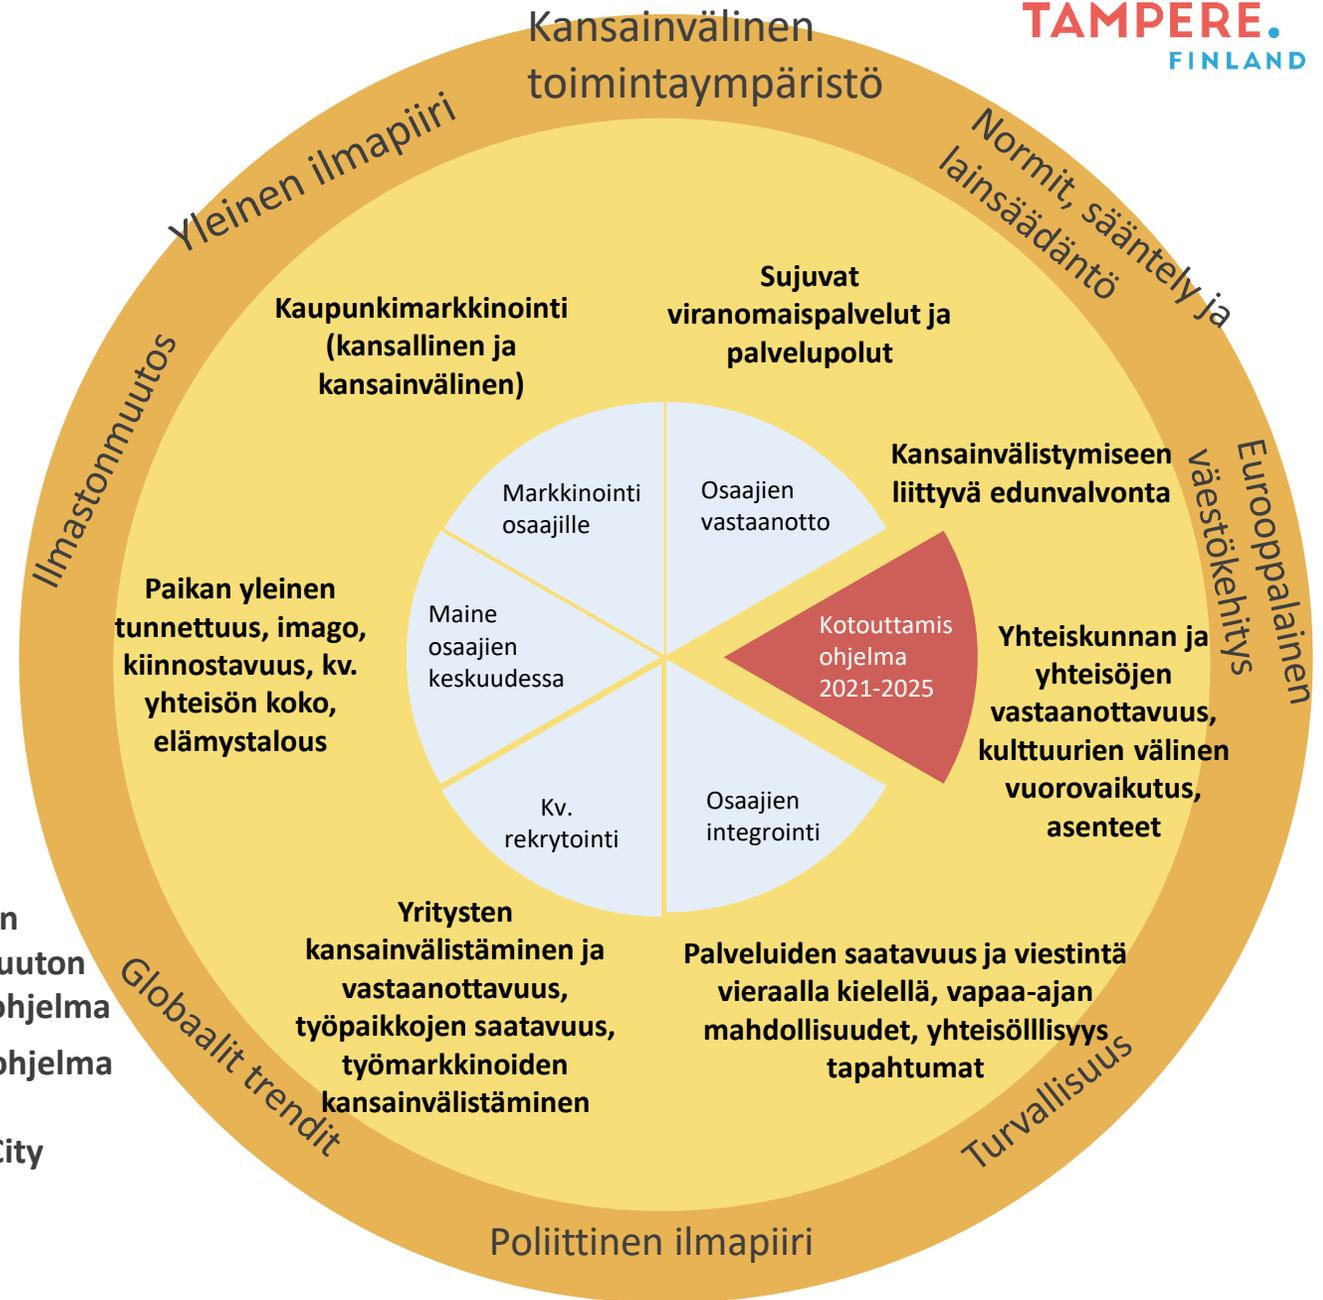 TAMPERE.
FINLAND
Kansainvälinen
toimintaympäristö
Yleinen ilmapiiri
Normit, sääntely ja
lainsäädäntö
Ilmastonmuutos
Eurooppalainen
väestökehitys
Kaupunkimarkkinointi
(kansallinen ja
kansainvälinen)
Sujuvat
viranomaispalvelut ja
palvelupolut
Kansainvälistymiseen
liittyvä edunvalvonta
Markkinointi
osaajille
Osaajien
vastaanotto
Paikan yleinen
tunnettuus, imago,
kiinnostavuus, kv.
yhteisön koko,
elämystalous
Maine
osaajien
keskuudessa
Kotouttamis
ohjelma
2021-2025
Yhteiskunnan ja
yhteisöjen
vastaanottavuus,
kulttuurien välinen
vuorovaikutus,
asenteet
Kv.
rekrytointi
Osaajien
integrointi
Yritysten
kansainvälistäminen ja
vastaanottavuus,
työpaikkojen saatavuus,
työmarkkinoiden
kansainvälistäminen
Palveluiden saatavuus ja viestintä
vieraalla kielellä, vapaa-ajan
mahdollisuudet, yhteisölllisyys
tapahtumat
n
uuton
ohjelma
ohjelma
City
Globaalit trendit
Turvallisuus
Poliittinen ilmapiiri